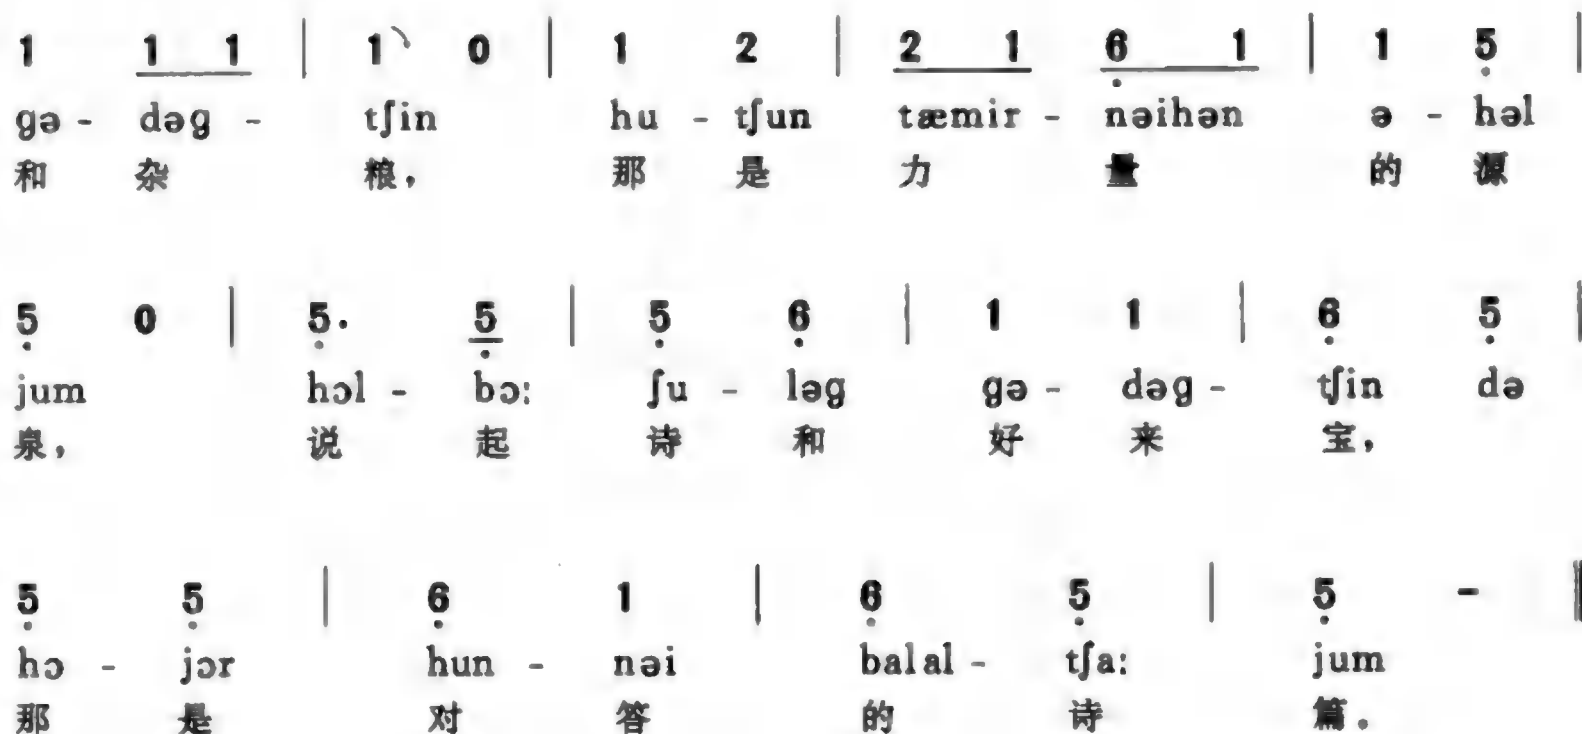 1 1 1 | 1 0 | 1 2 | 2 1 6̣ 1 | 1 5̣ |
gə - dəg - tʃin hu - tʃun tæmir - nəihən ə - həl
和 杂 粮， 那 是 力 量 的 源
5̣ 0 | 5̣. 5̣ | 5̣ 6̣ | 1 1 | 6̣ 5̣ |
jum hɔl - bɔ: ʃu - ləg gə - dəg - tʃin də
泉， 说 起 诗 和 好 来 宝，
5̣ 5̣ | 6̣ 1 | 6̣ 5̣ | 5̣ - ‖
hɔ - jɔr hun - nəi balal - tʃa: jum
那 是 对 答 的 诗 篇。